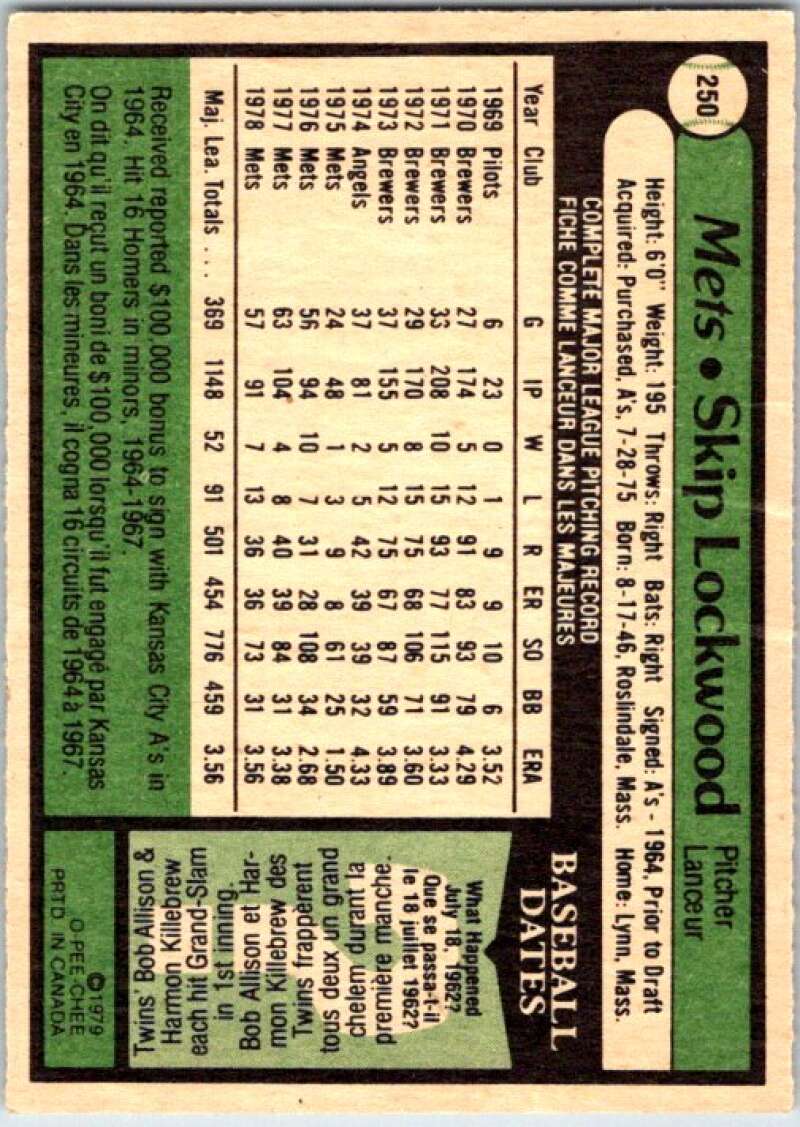 250
Mets • Skip Lockwood
Pitcher
Lanceur
Height: 6'0" Weight: 195 Throws: Right Bats: Right Signed: A's - 1964, Prior to Draft
Acquired: Purchased, A's, 7-28-75 Born: 8-17-46, Roslindale, Mass. Home: Lynn, Mass.
COMPLETE MAJOR LEAGUE PITCHING RECORD
FICHE COMME LANCEUR DANS LES MAJEURES
Year Club G IP W L R ER SO BB ERA
1969 Pilots 6 23 0 1 9 9 10 6 3.52
1970 Brewers 27 174 5 12 91 83 93 79 4.29
1971 Brewers 33 208 10 15 93 77 115 91 3.33
1972 Brewers 29 170 8 15 75 68 106 71 3.60
1973 Brewers 37 155 5 12 75 67 87 59 3.89
1974 Angels 37 81 2 5 42 39 39 32 4.33
1975 Mets 24 48 1 3 9 8 61 25 1.50
1976 Mets 56 94 10 7 31 28 108 34 2.68
1977 Mets 63 104 4 8 40 39 84 31 3.38
1978 Mets 57 91 7 13 36 36 73 31 3.56
Maj. Lea. Totals . . . 369 1148 52 91 501 454 776 459 3.56
Received reported $100,000 bonus to sign with Kansas City A's in
1964. Hit 16 Homers in minors, 1964-1967.
On dit qu'il reçut un boni de $100,000 lorsqu'il fut engagé par Kansas
City en 1964. Dans les mineures, il cogna 16 circuits de 1964 à 1967.
BASEBALL
DATES
What Happened
July 18, 1962?
Que se passa-t-il
le 18 juillet 1962?
Twins' Bob Allison &
Harmon Killebrew
each hit Grand-Slam
in 1st inning.
Bob Allison et Har-
mon Killebrew des
Twins frappèrent
tous deux un grand
chelem durant la
première manche.
©1979
O-PEE-CHEE
PRTD. IN CANADA